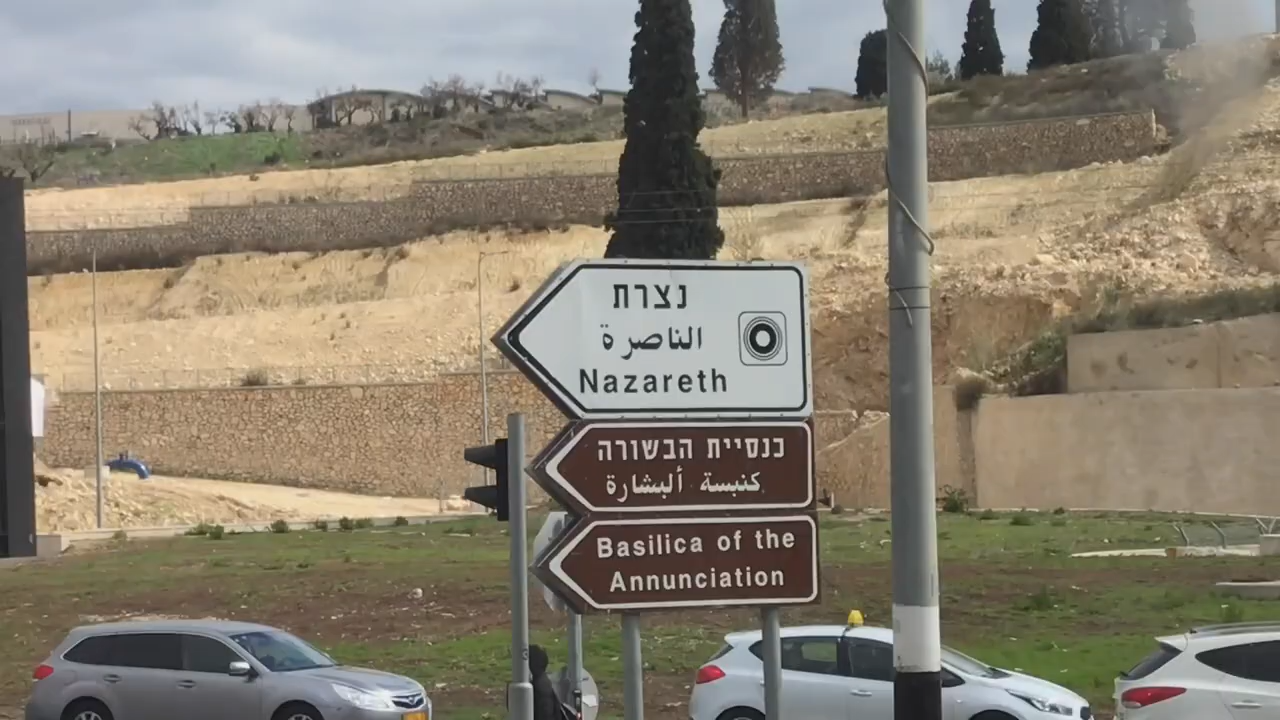 נצרת
الناصرة
Nazareth
כנסיית הבשורה
كنيسة ألبشارة
Basilica of the
Annunciation